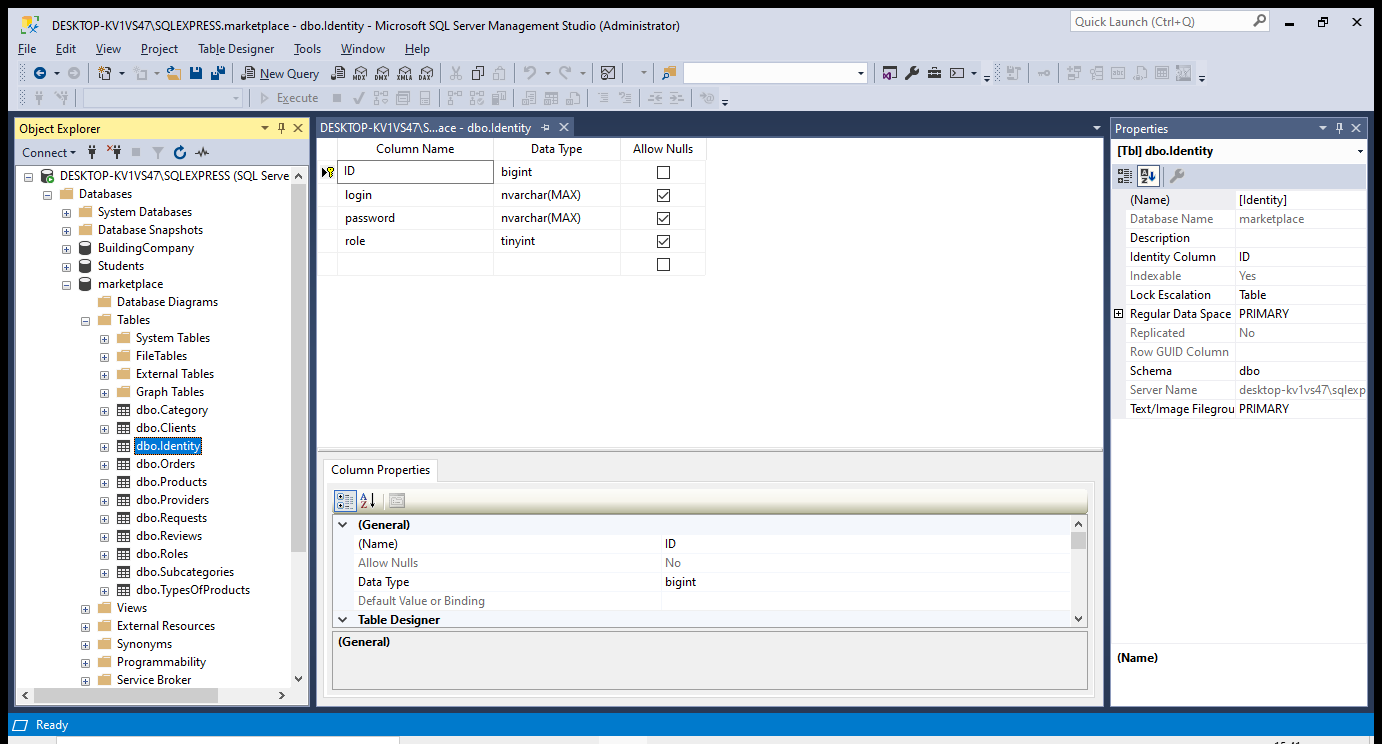 DESKTOP-KV1VS47\SQLEXPRESS.marketplace - dbo.Identity - Microsoft SQL Server Management Studio (Administrator)
Quick Launch (Ctrl+Q)
File Edit View Project Table Designer Tools Window Help
New Query
MDX DMX XMLA DAX
Execute
Object Explorer
Connect
DESKTOP-KV1VS47\SQLEXPRESS (SQL Serve
Databases
System Databases
Database Snapshots
BuildingCompany
Students
marketplace
Database Diagrams
Tables
System Tables
FileTables
External Tables
Graph Tables
dbo.Category
dbo.Clients
dbo.Identity
dbo.Orders
dbo.Products
dbo.Providers
dbo.Requests
dbo.Reviews
dbo.Roles
dbo.Subcategories
dbo.TypesOfProducts
Views
External Resources
Synonyms
Programmability
Service Broker
DESKTOP-KV1VS47\S...ace - dbo.Identity
Column Name Data Type Allow Nulls
ID bigint
login nvarchar(MAX)
password nvarchar(MAX)
role tinyint
Column Properties
(General)
(Name) ID
Allow Nulls No
Data Type bigint
Default Value or Binding
Table Designer
(General)
Properties
[Tbl] dbo.Identity
(Name) [Identity]
Database Name marketplace
Description
Identity Column ID
Indexable Yes
Lock Escalation Table
Regular Data Space PRIMARY
Replicated No
Row GUID Column
Schema dbo
Server Name desktop-kv1vs47\sqlexp
Text/Image Filegrou PRIMARY
(Name)
Ready